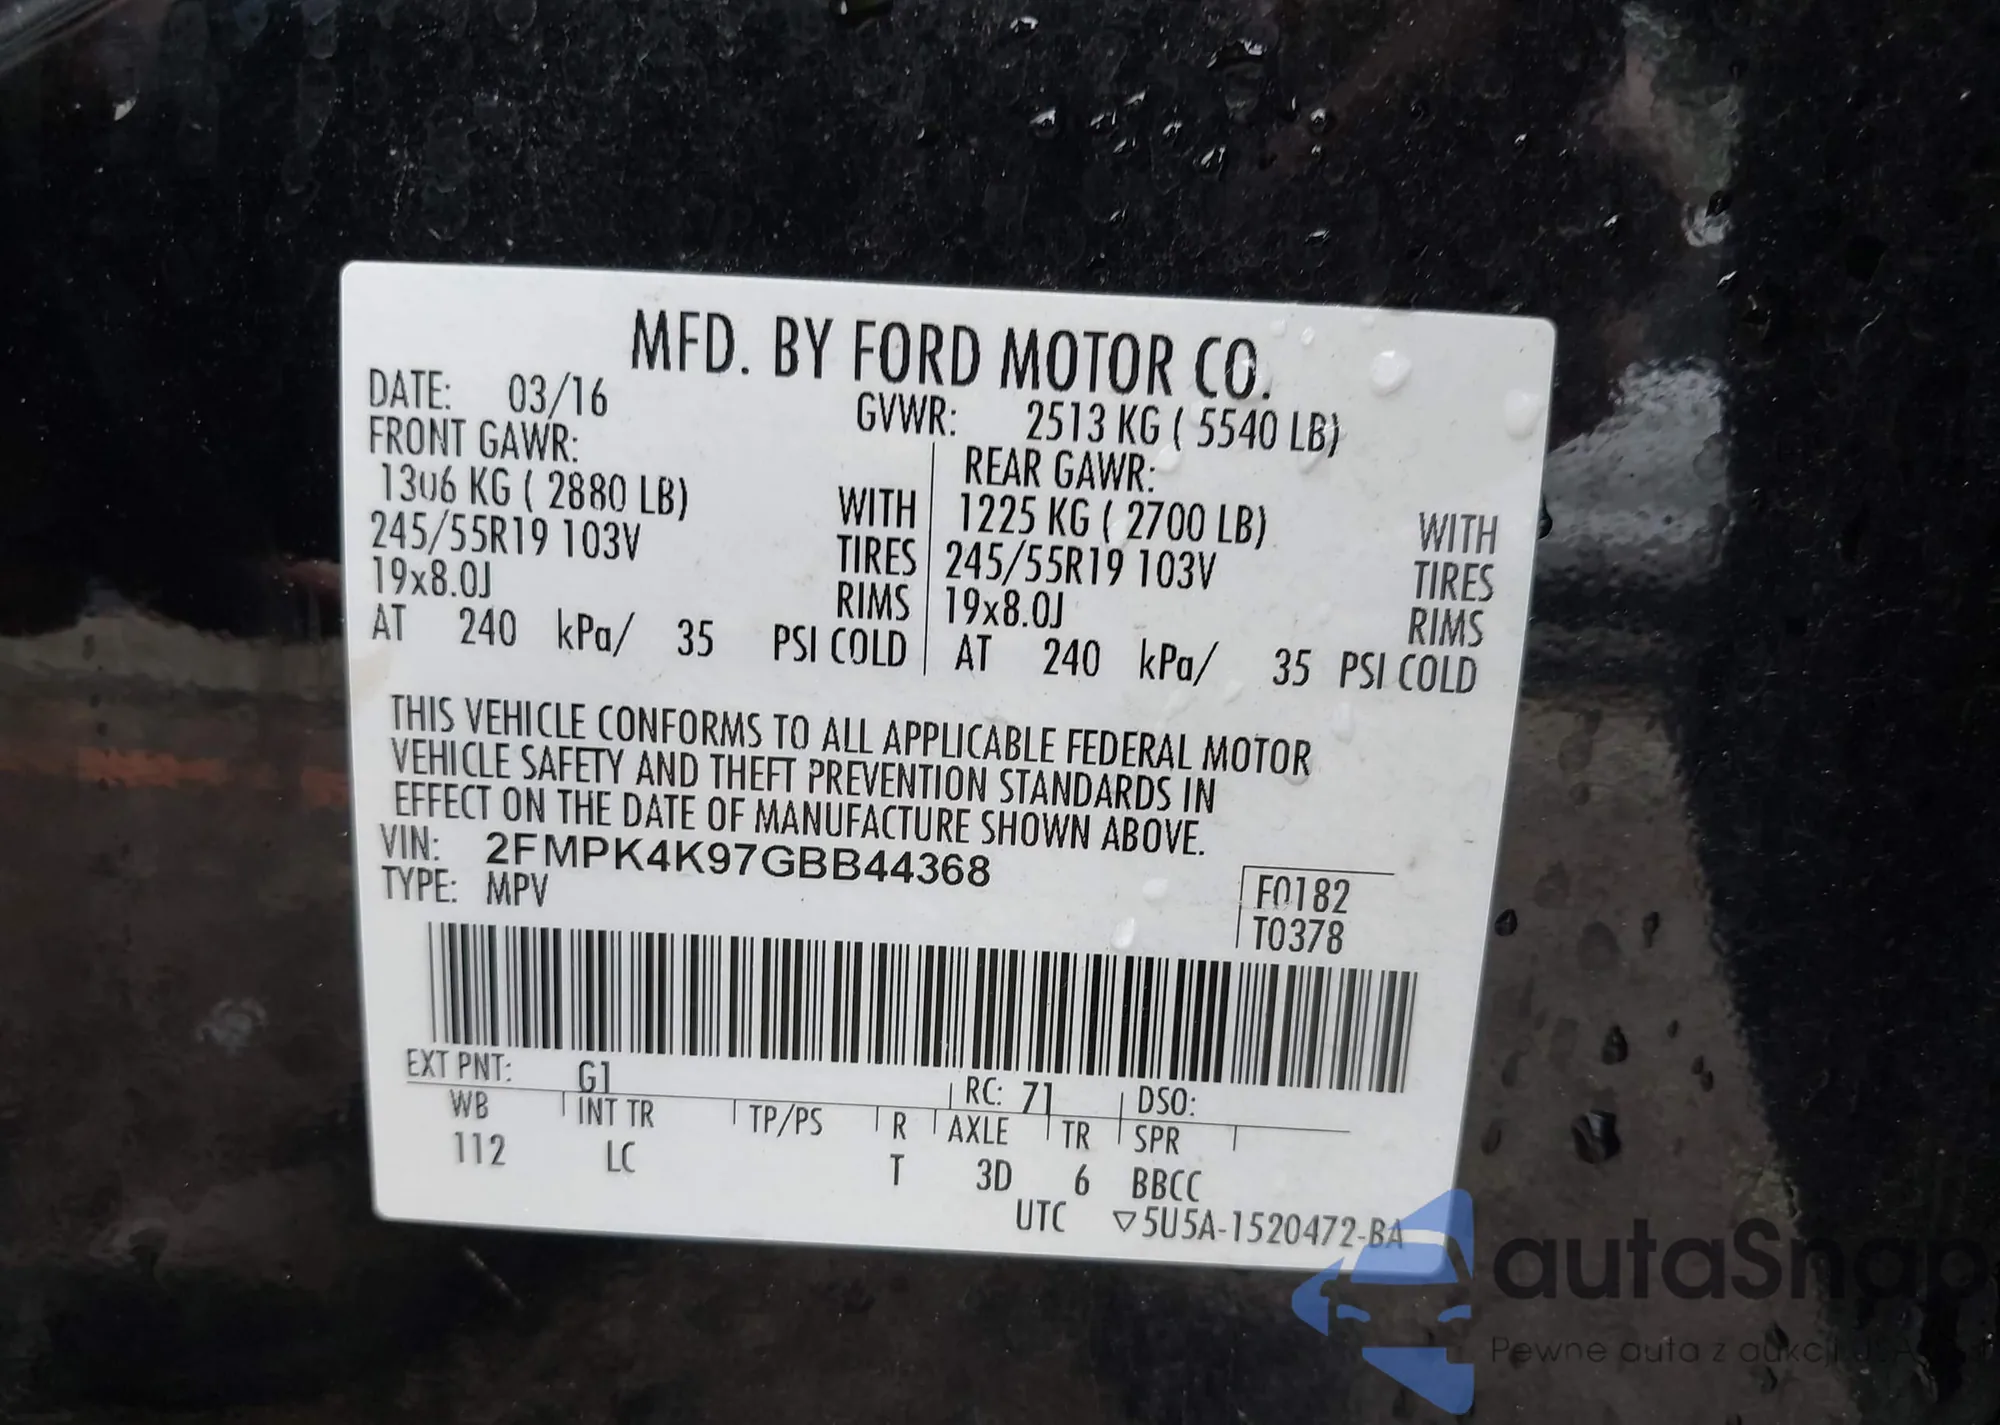 MFD. BY FORD MOTOR CO.
DATE: 03/16 GVWR: 2513 KG ( 5540 LB)
FRONT GAWR: REAR GAWR:
1306 KG ( 2880 LB) WITH 1225 KG ( 2700 LB) WITH
245/55R19 103V TIRES 245/55R19 103V TIRES
19x8.0J RIMS 19x8.0J RIMS
AT 240 kPa/ 35 PSI COLD AT 240 kPa/ 35 PSI COLD
THIS VEHICLE CONFORMS TO ALL APPLICABLE FEDERAL MOTOR
VEHICLE SAFETY AND THEFT PREVENTION STANDARDS IN
EFFECT ON THE DATE OF MANUFACTURE SHOWN ABOVE.
VIN: 2FMPK4K97GBB44368
TYPE: MPV
F0182
T0378
EXT PNT: G1 RC: 71 DSO:
WB INT TR TP/PS R AXLE TR SPR
112 LC T 3D 6 BBCC
UTC ▽5U5A-1520472-BA
autaSnap
Pewne auta z aukcji